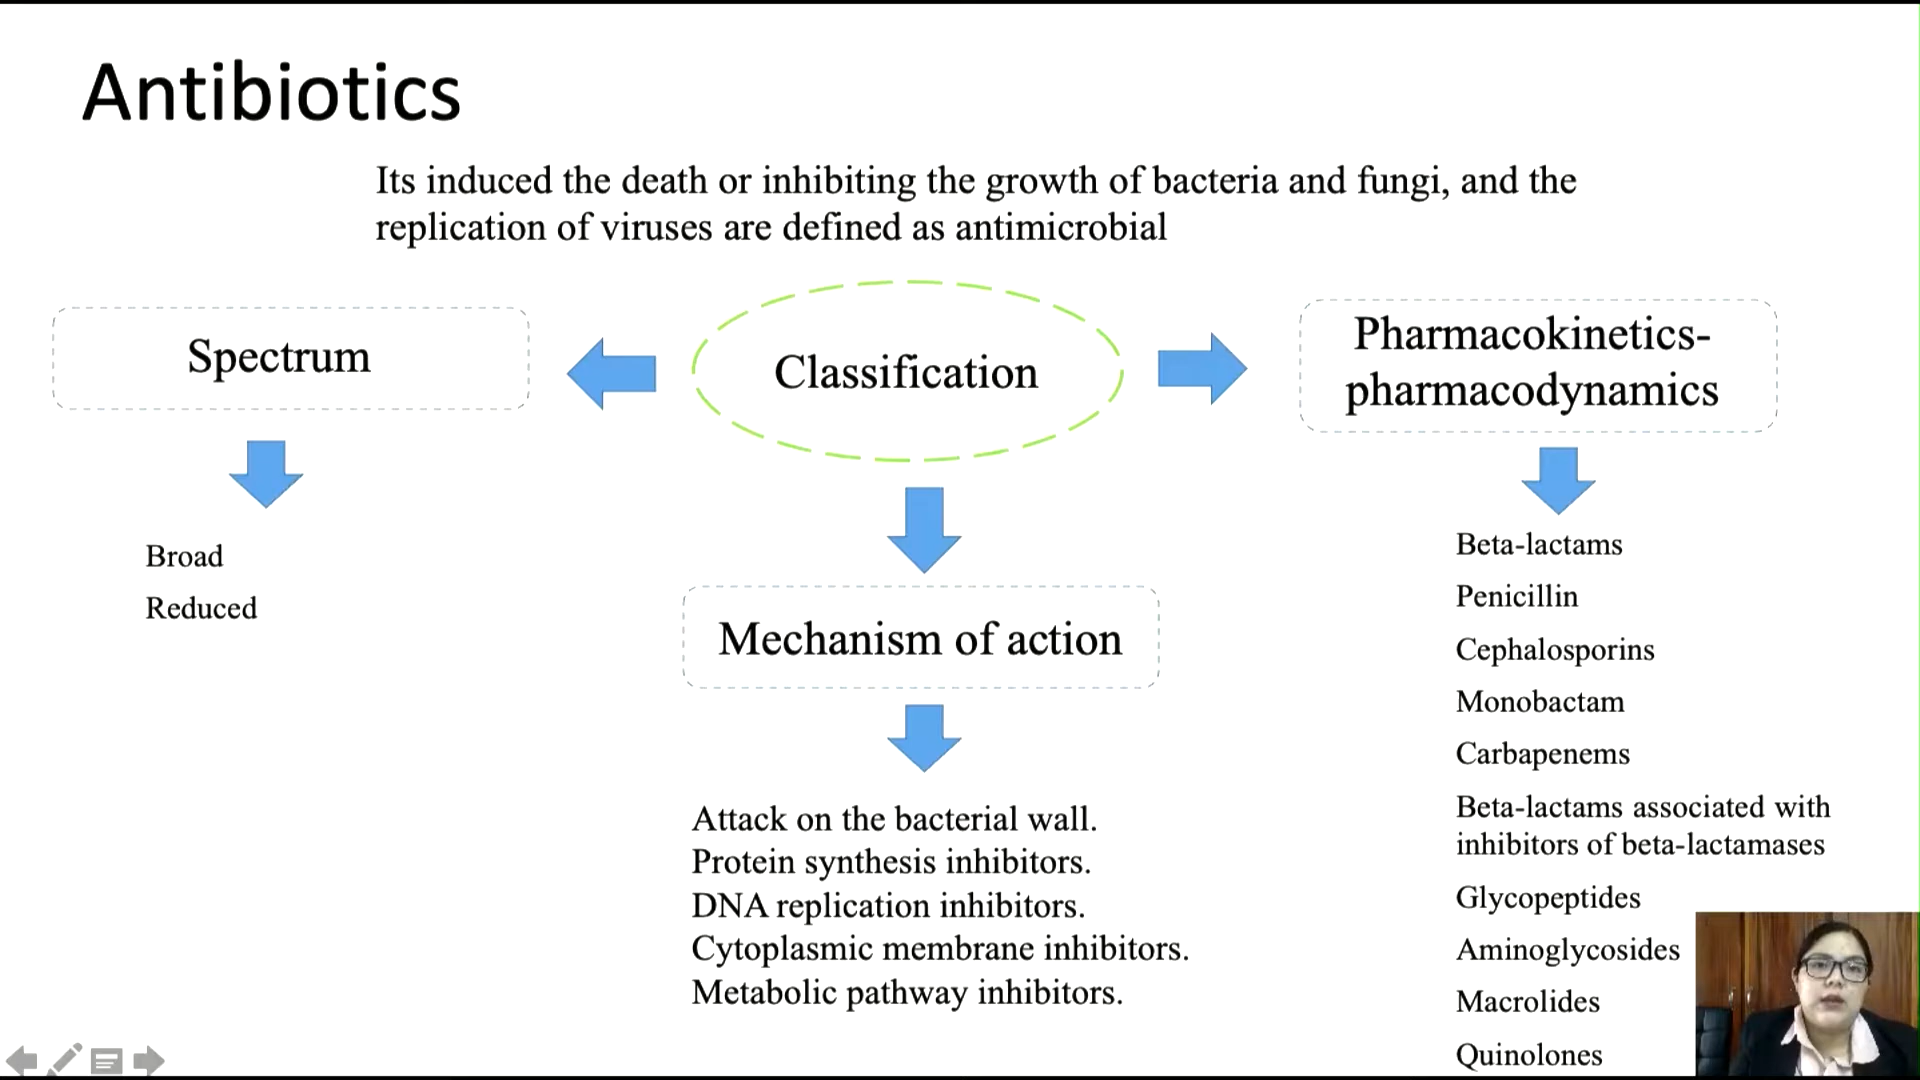 Antibiotics
Its induced the death or inhibiting the growth of bacteria and fungi, and the
replication of viruses are defined as antimicrobial
Spectrum
Broad
Reduced
Classification
Mechanism of action
Attack on the bacterial wall.
Protein synthesis inhibitors.
DNA replication inhibitors.
Cytoplasmic membrane inhibitors.
Metabolic pathway inhibitors.
Pharmacokinetics-
pharmacodynamics
Beta-lactams
Penicillin
Cephalosporins
Monobactam
Carbapenems
Beta-lactams associated with
inhibitors of beta-lactamases
Glycopeptides
Aminoglycosides
Macrolides
Quinolones